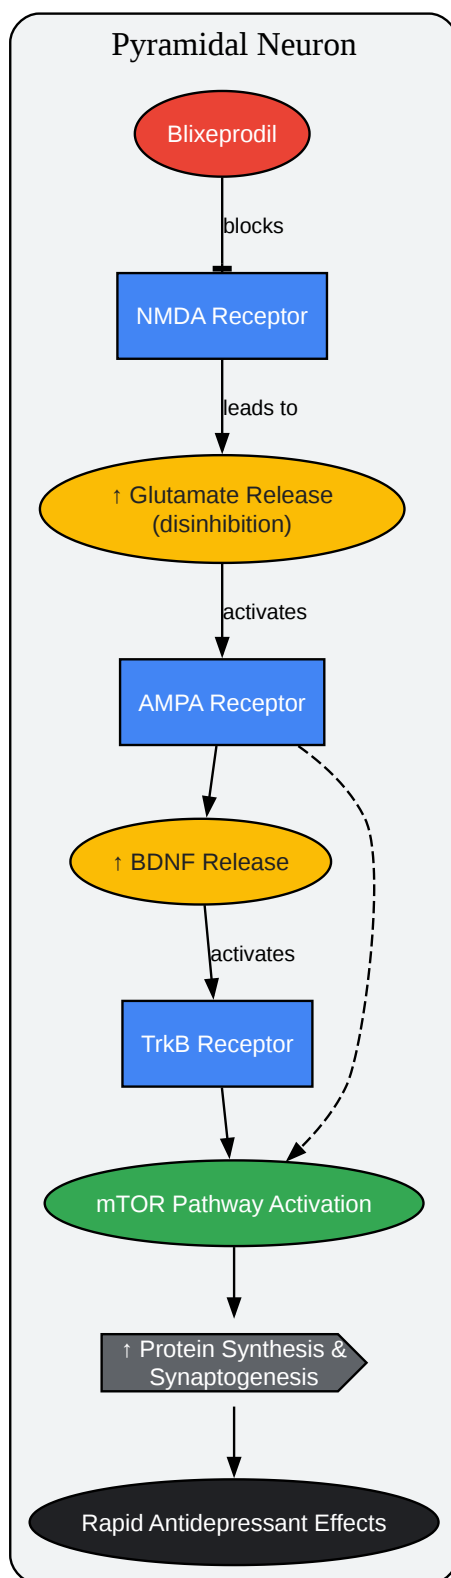 Pyramidal Neuron
Blixeprodil
blocks
NMDA Receptor
leads to
↑ Glutamate Release
(disinhibition)
activates
AMPA Receptor
↑ BDNF Release
activates
TrkB Receptor
mTOR Pathway Activation
↑ Protein Synthesis &
Synaptogenesis
Rapid Antidepressant Effects